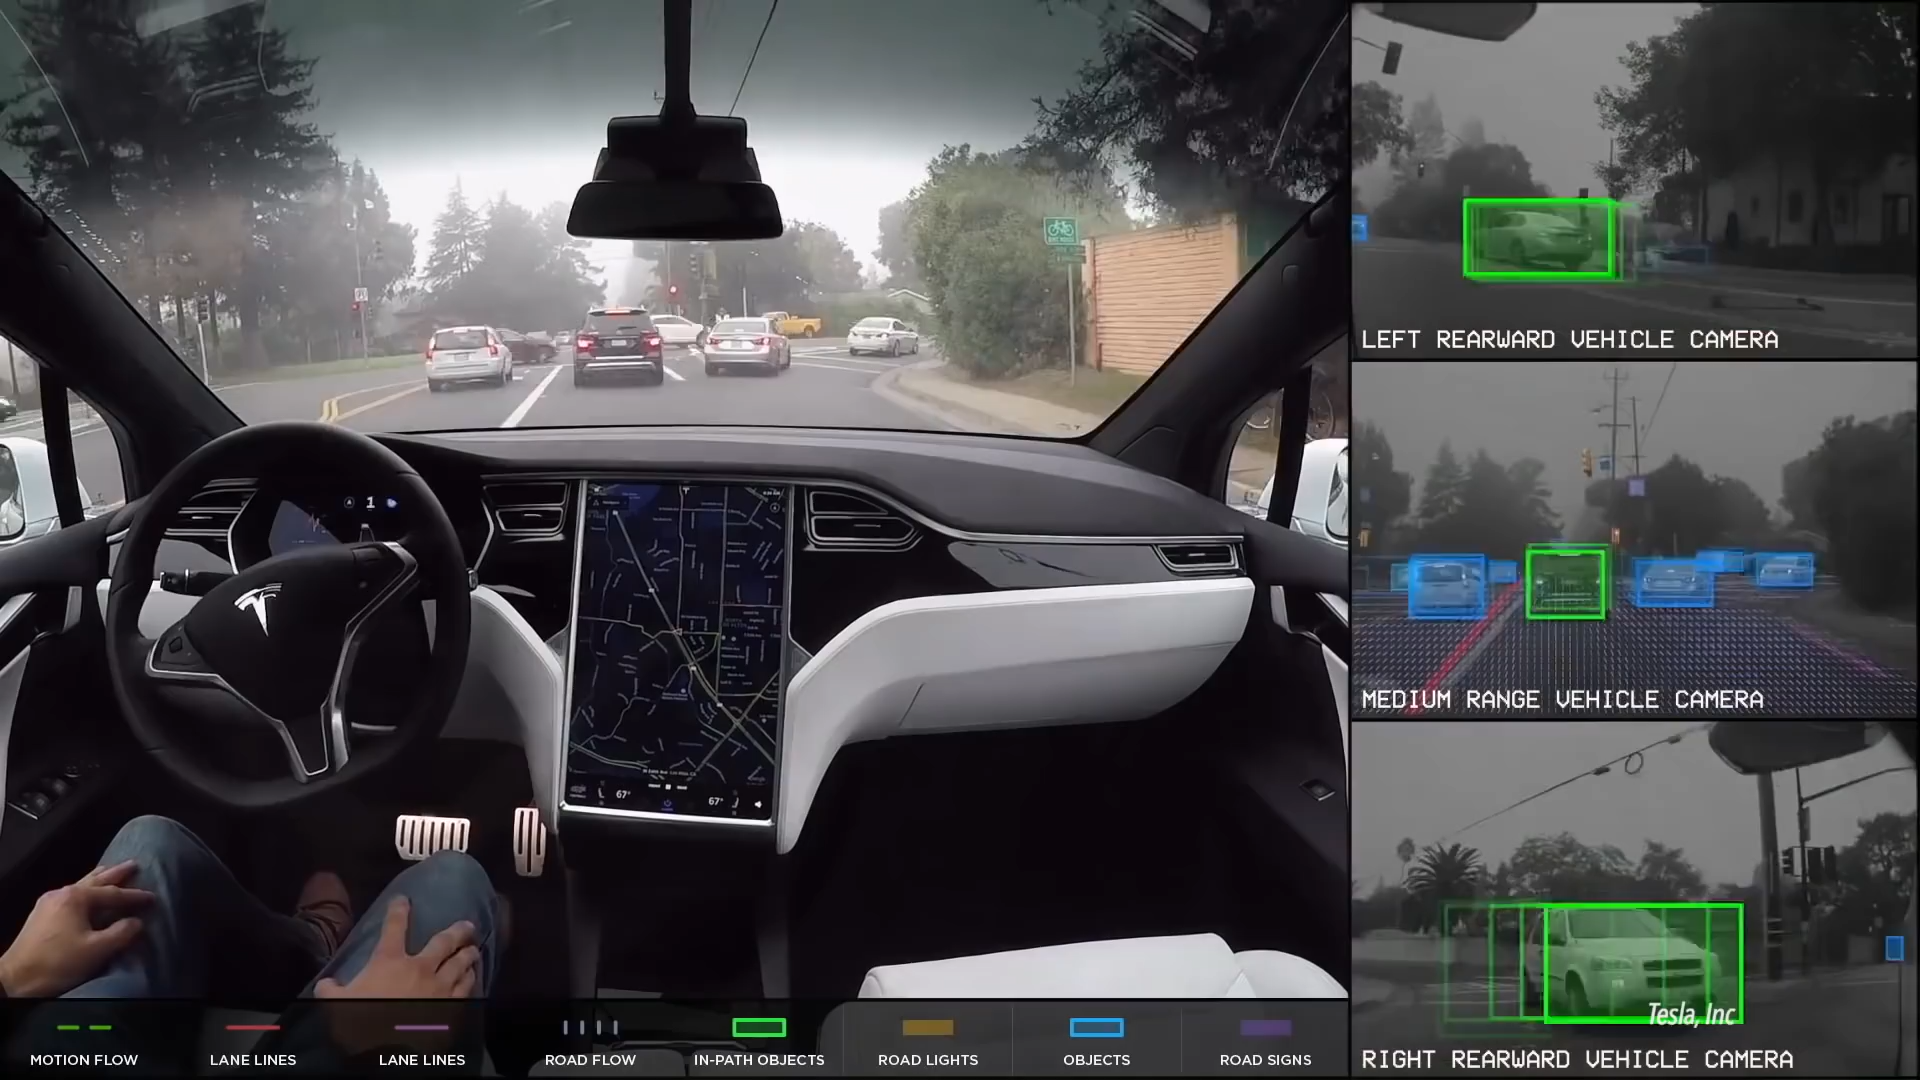 LEFT REARWARD VEHICLE CAMERA
1
MEDIUM RANGE VEHICLE CAMERA
67°
67°
Tesla, Inc
MOTION FLOW
LANE LINES
LANE LINES
ROAD FLOW
IN-PATH OBJECTS
ROAD LIGHTS
OBJECTS
ROAD SIGNS
RIGHT REARWARD VEHICLE CAMERA